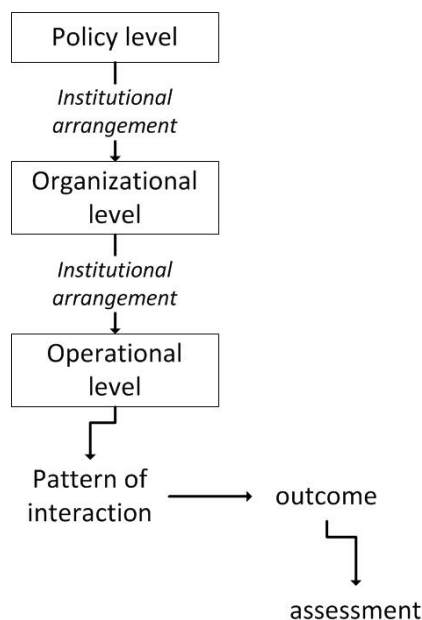 Policy level
Institutional
arrangement
Organizational
level
Institutional
arrangement
Operational
level
Pattern of
interaction
outcome
assessment